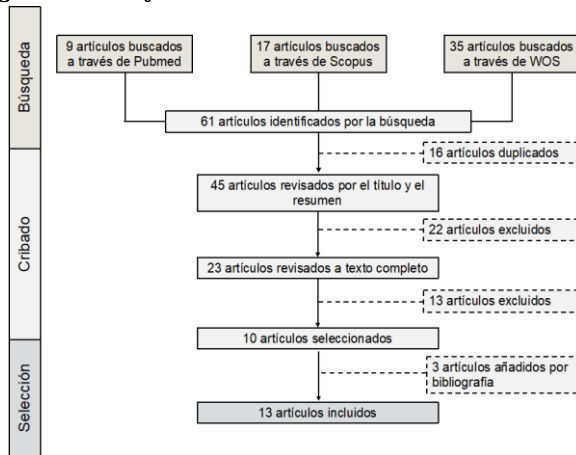 9 artículos buscados
a través de Pubmed
17 artículos buscados
a través de Scopus
35 artículos buscados
a través de WOS
Búsqueda
61 artículos identificados por la búsqueda
16 artículos duplicados
45 artículos revisados por el título y el
resumen
Cribado
22 artículos excluidos
23 artículos revisados a texto completo
13 artículos excluidos
10 artículos seleccionados
3 artículos añadidos por
bibliografía
Selección
13 artículos incluidos